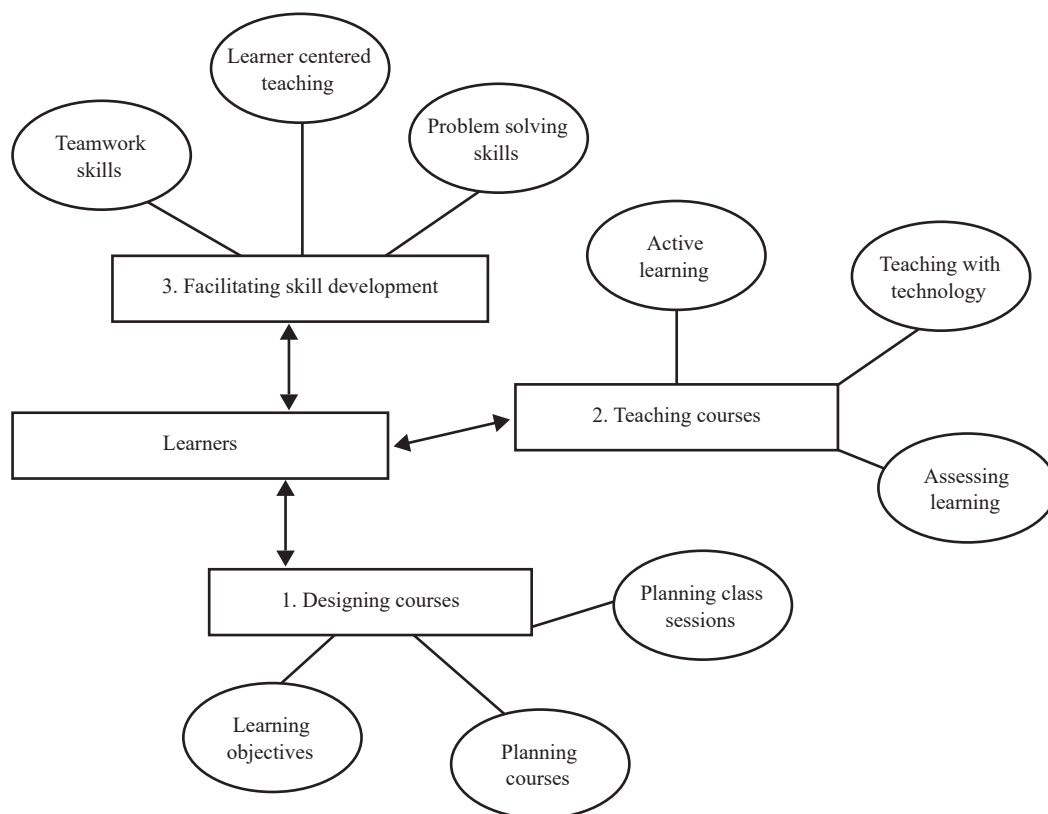 Learner centered
teaching
Teamwork
skills
Problem solving
skills
3. Facilitating skill development
Active
learning
Teaching with
technology
Learners
2. Teaching courses
Assessing
learning
1. Designing courses
Planning class
sessions
Learning
objectives
Planning
courses